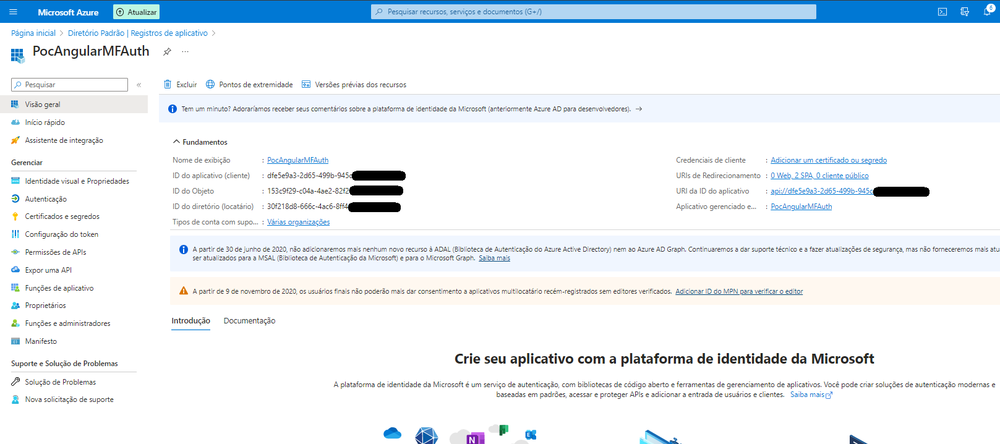 Microsoft Azure
Atualizar
Pesquisar recursos, serviços e documentos (G+/)
6
Página inicial > Diretório Padrão | Registros de aplicativo >
PocAngularMFAuth
...
Pesquisar
«
Visão geral
Início rápido
Assistente de integração
Gerenciar
Identidade visual e Propriedades
Autenticação
Certificados e segredos
Configuração do token
Permissões de APIs
Expor uma API
Funções de aplicativo
Proprietários
Funções e administradores
Manifesto
Suporte e Solução de Problemas
Solução de Problemas
Nova solicitação de suporte
Excluir
Pontos de extremidade
Versões prévias dos recursos
Tem um minuto? Adoraríamos receber seus comentários sobre a plataforma de identidade da Microsoft (anteriormente Azure AD para desenvolvedores). →
Fundamentos
Nome de exibição : PocAngularMFAuth
ID do aplicativo (cliente) : dfe5e9a3-2d65-499b-945c
ID do Objeto : 153c9f29-c04a-4ae2-82f2
ID do diretório (locatário) : 30f218d8-666c-4ac6-8ff4
Tipos de conta com supo... : Várias organizações
Credenciais de cliente : Adicionar um certificado ou segredo
URIs de Redirecionamento : 0 Web, 2 SPA, 0 cliente público
URI da ID do aplicativo : api://dfe5e9a3-2d65-499b-945c
Aplicativo gerenciado e... : PocAngularMFAuth
A partir de 30 de junho de 2020, não adicionaremos mais nenhum novo recurso à ADAL (Biblioteca de Autenticação do Azure Active Directory) nem ao Azure AD Graph. Continuaremos a dar suporte técnico e a fazer atualizações de segurança, mas não forneceremos mais atu
ser atualizados para a MSAL (Biblioteca de Autenticação da Microsoft) e para o Microsoft Graph. Saiba mais
A partir de 9 de novembro de 2020, os usuários finais não poderão mais dar consentimento a aplicativos multilocatário recém-registrados sem editores verificados. Adicionar ID do MPN para verificar o editor
Introdução
Documentação
Crie seu aplicativo com a plataforma de identidade da Microsoft
A plataforma de identidade da Microsoft é um serviço de autenticação, com bibliotecas de código aberto e ferramentas de gerenciamento de aplicativos. Você pode criar soluções de autenticação modernas e
baseadas em padrões, acessar e proteger APIs e adicionar a entrada de usuários e clientes. Saiba mais
N
E